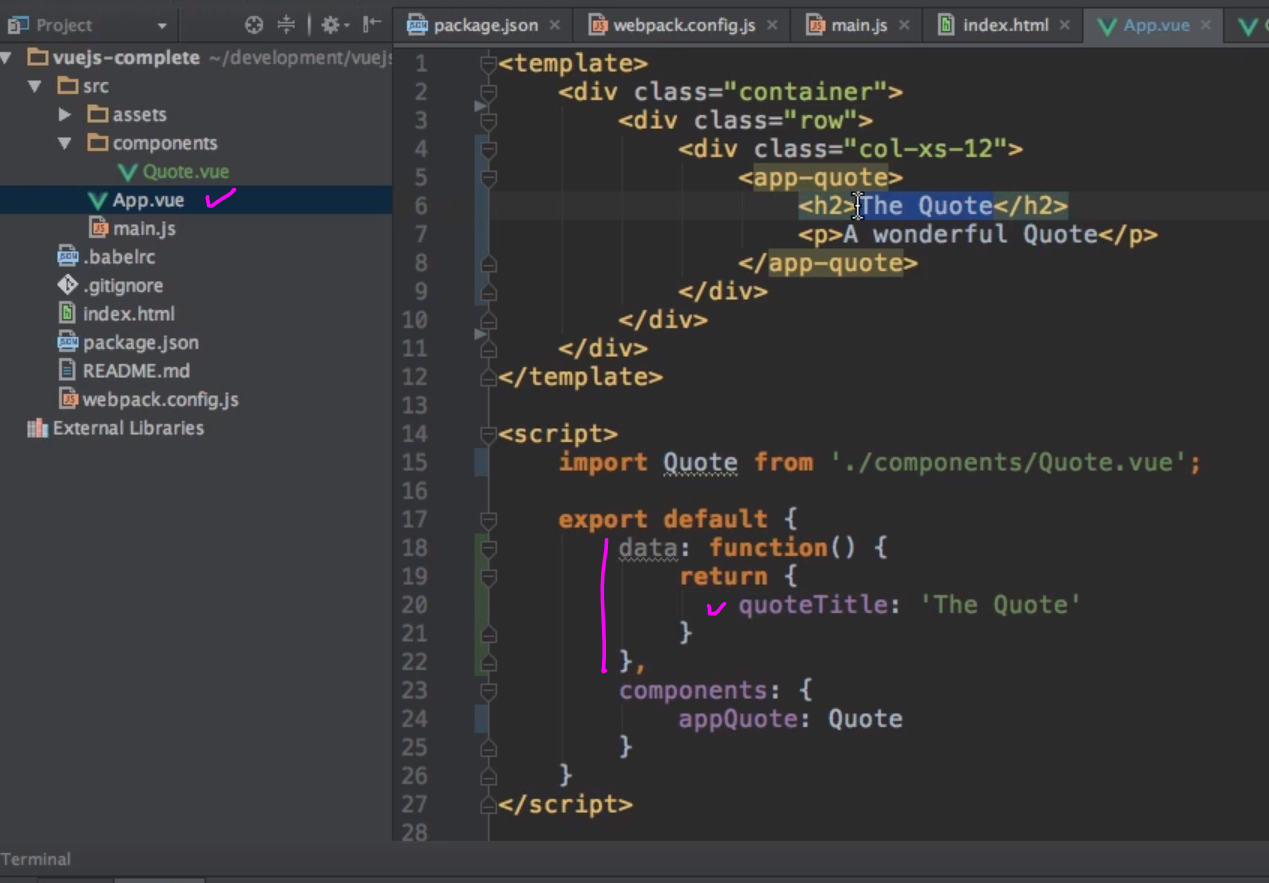 Project
package.json
webpack.config.js
main.js
index.html
App.vue
vuejs-complete ~/development/vuejs
src
assets
components
Quote.vue
App.vue
main.js
.babelrc
.gitignore
index.html
package.json
README.md
webpack.config.js
External Libraries
1 <template>
2 <div class="container">
3 <div class="row">
4 <div class="col-xs-12">
5 <app-quote>
6 <h2>The Quote</h2>
7 <p>A wonderful Quote</p>
8 </app-quote>
9 </div>
10 </div>
11 </div>
12 </template>
13
14 <script>
15 import Quote from './components/Quote.vue';
16
17 export default {
18 data: function() {
19 return {
20 quoteTitle: 'The Quote'
21 }
22 },
23 components: {
24 appQuote: Quote
25 }
26 }
27 </script>
28
Terminal